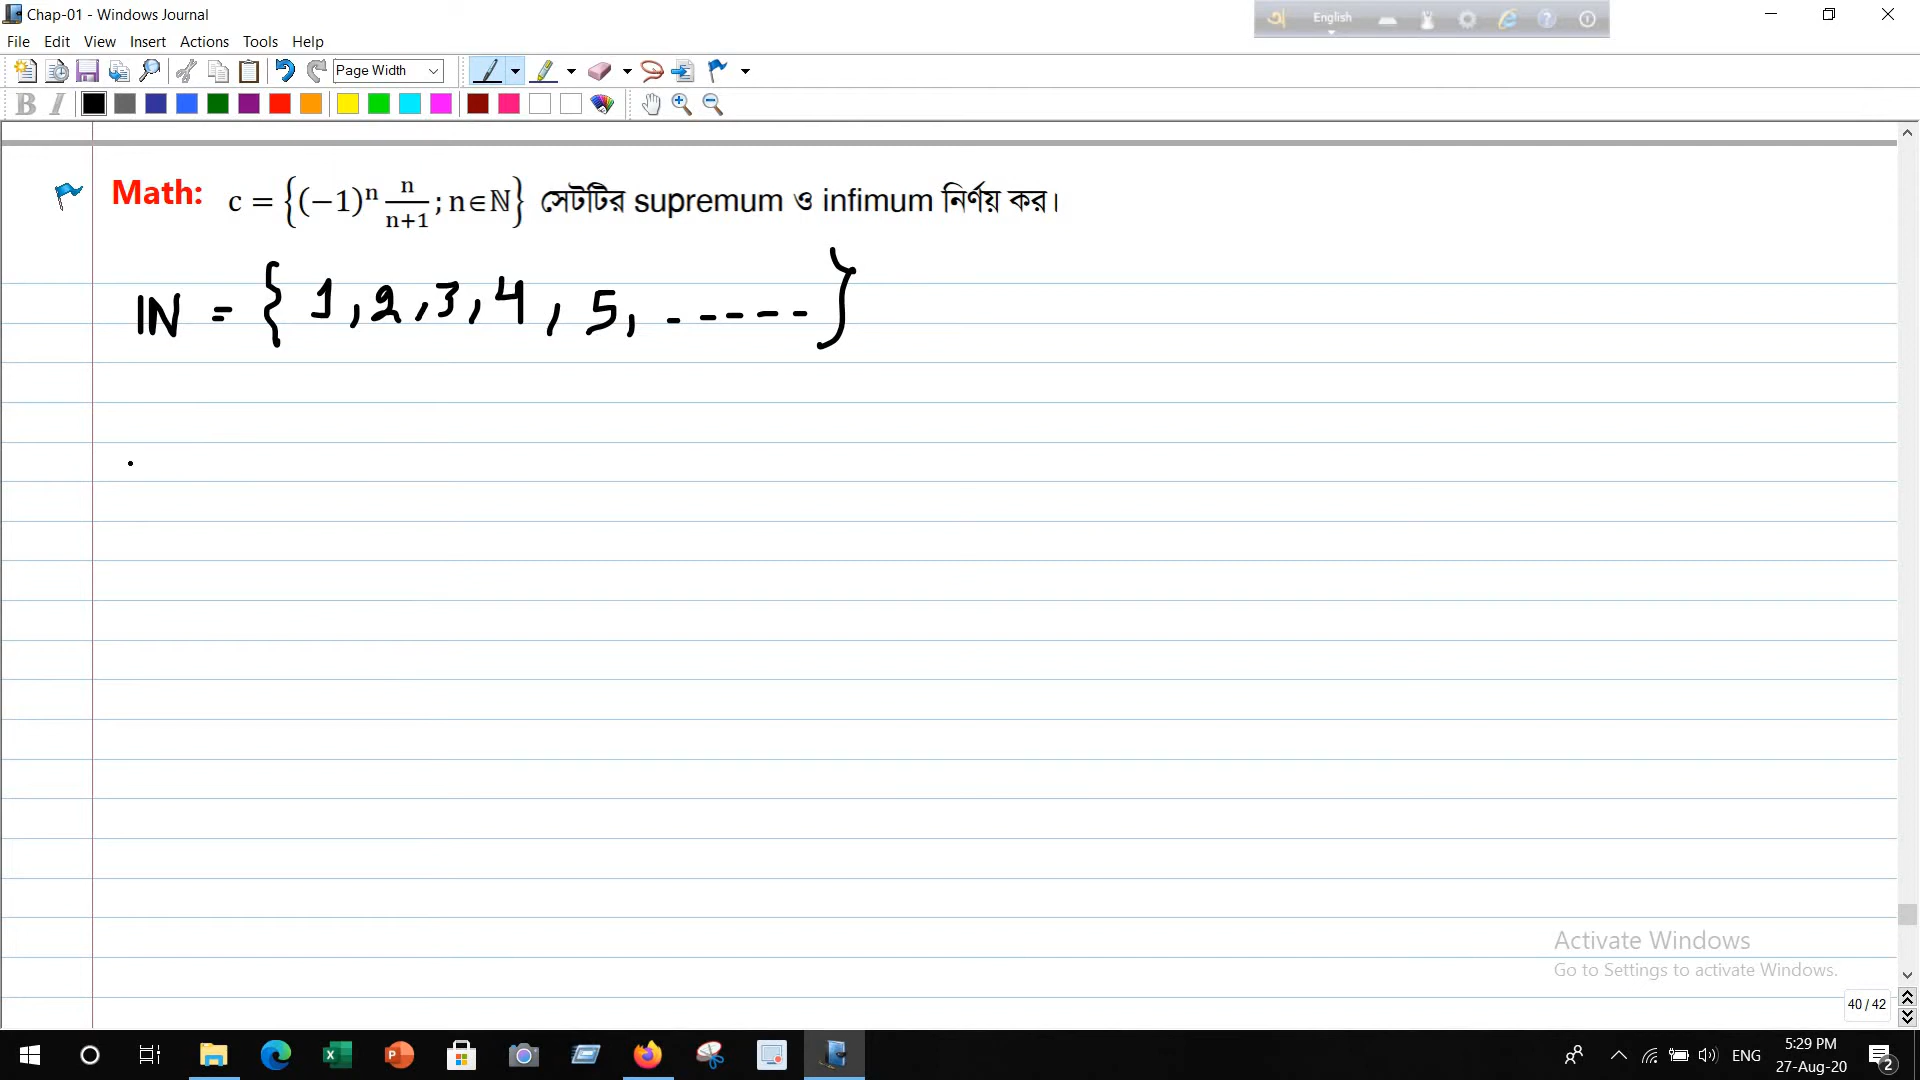 Chap-01 - Windows Journal
English
File Edit View Insert Actions Tools Help
Page Width
B I
Math: c = {(−1)ⁿ n/(n+1) ; n∈ℕ} সেটটির supremum ও infimum নির্ণয় কর।
IN = { 1, 2, 3, 4, 5, ----- }
Activate Windows
Go to Settings to activate Windows.
40 / 42
ENG
5:29 PM
27-Aug-20
2